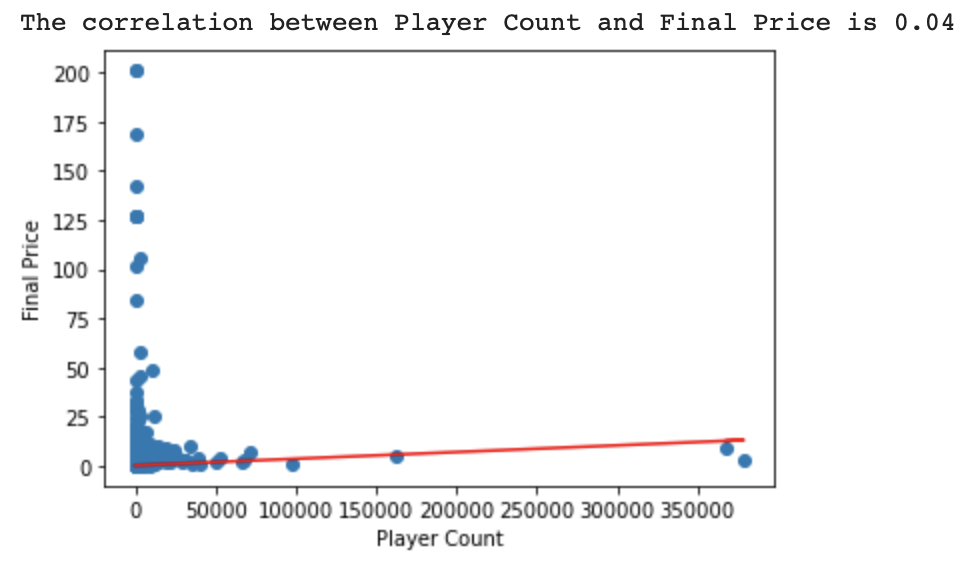 The correlation between Player Count and Final Price is 0.04
200
175
150
125
100
75
50
25
0
Final Price
0 50000 100000 150000 200000 250000 300000 350000
Player Count